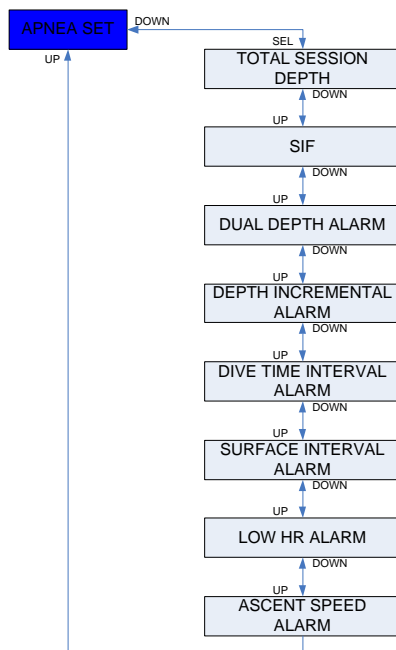 APNEA SET
DOWN
UP
SEL
TOTAL SESSION
DEPTH
DOWN
UP
SIF
DOWN
UP
DUAL DEPTH ALARM
DOWN
UP
DEPTH INCREMENTAL
ALARM
DOWN
UP
DIVE TIME INTERVAL
ALARM
DOWN
UP
SURFACE INTERVAL
ALARM
DOWN
UP
LOW HR ALARM
DOWN
UP
ASCENT SPEED
ALARM